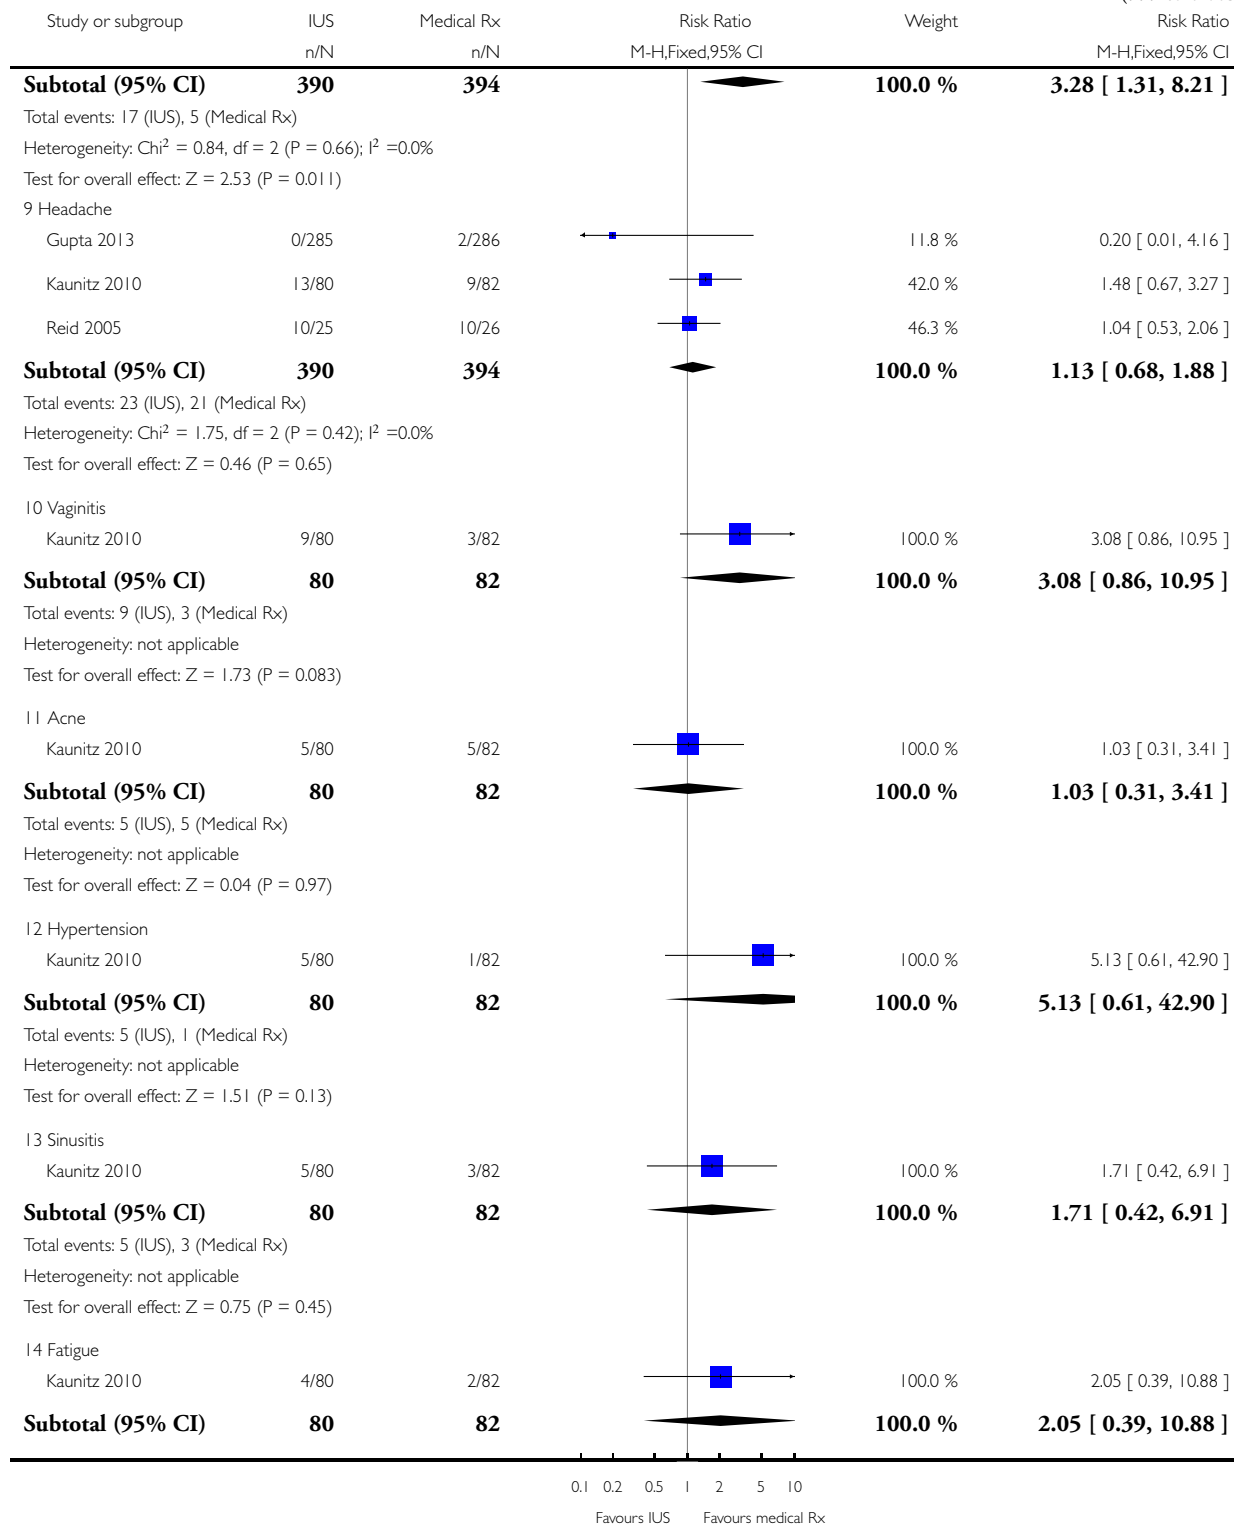 Study or subgroup IUS Medical Rx Risk Ratio Weight Risk Ratio
n/N n/N M-H,Fixed,95% CI M-H,Fixed,95% CI
Subtotal (95% CI) 390 394 100.0 % 3.28 [ 1.31, 8.21 ]
Total events: 17 (IUS), 5 (Medical Rx)
Heterogeneity: Chi² = 0.84, df = 2 (P = 0.66); I² =0.0%
Test for overall effect: Z = 2.53 (P = 0.011)
9 Headache
Gupta 2013 0/285 2/286 11.8 % 0.20 [ 0.01, 4.16 ]
Kaunitz 2010 13/80 9/82 42.0 % 1.48 [ 0.67, 3.27 ]
Reid 2005 10/25 10/26 46.3 % 1.04 [ 0.53, 2.06 ]
Subtotal (95% CI) 390 394 100.0 % 1.13 [ 0.68, 1.88 ]
Total events: 23 (IUS), 21 (Medical Rx)
Heterogeneity: Chi² = 1.75, df = 2 (P = 0.42); I² =0.0%
Test for overall effect: Z = 0.46 (P = 0.65)
10 Vaginitis
Kaunitz 2010 9/80 3/82 100.0 % 3.08 [ 0.86, 10.95 ]
Subtotal (95% CI) 80 82 100.0 % 3.08 [ 0.86, 10.95 ]
Total events: 9 (IUS), 3 (Medical Rx)
Heterogeneity: not applicable
Test for overall effect: Z = 1.73 (P = 0.083)
11 Acne
Kaunitz 2010 5/80 5/82 100.0 % 1.03 [ 0.31, 3.41 ]
Subtotal (95% CI) 80 82 100.0 % 1.03 [ 0.31, 3.41 ]
Total events: 5 (IUS), 5 (Medical Rx)
Heterogeneity: not applicable
Test for overall effect: Z = 0.04 (P = 0.97)
12 Hypertension
Kaunitz 2010 5/80 1/82 100.0 % 5.13 [ 0.61, 42.90 ]
Subtotal (95% CI) 80 82 100.0 % 5.13 [ 0.61, 42.90 ]
Total events: 5 (IUS), 1 (Medical Rx)
Heterogeneity: not applicable
Test for overall effect: Z = 1.51 (P = 0.13)
13 Sinusitis
Kaunitz 2010 5/80 3/82 100.0 % 1.71 [ 0.42, 6.91 ]
Subtotal (95% CI) 80 82 100.0 % 1.71 [ 0.42, 6.91 ]
Total events: 5 (IUS), 3 (Medical Rx)
Heterogeneity: not applicable
Test for overall effect: Z = 0.75 (P = 0.45)
14 Fatigue
Kaunitz 2010 4/80 2/82 100.0 % 2.05 [ 0.39, 10.88 ]
Subtotal (95% CI) 80 82 100.0 % 2.05 [ 0.39, 10.88 ]
0.1 0.2 0.5 1 2 5 10
Favours IUS Favours medical Rx